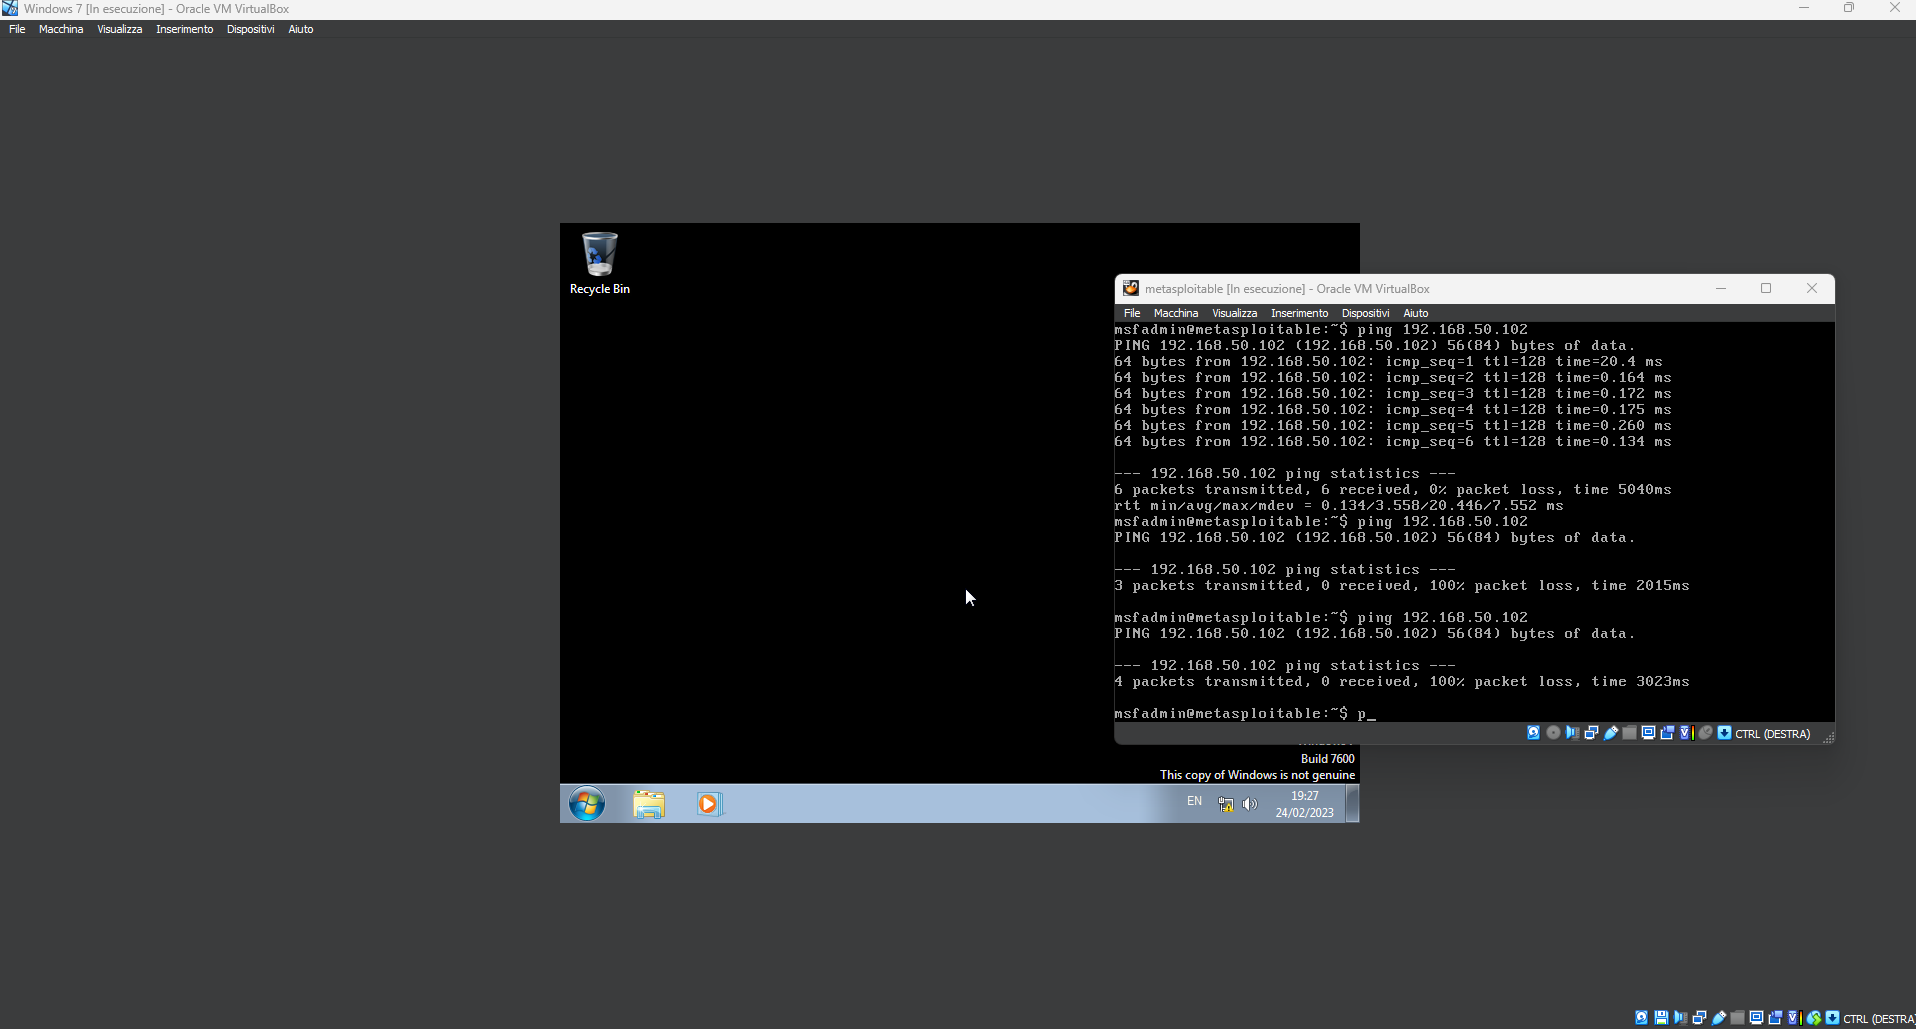 Windows 7 [In esecuzione] - Oracle VM VirtualBox
File Macchina Visualizza Inserimento Dispositivi Aiuto
Recycle Bin
metasploitable [In esecuzione] - Oracle VM VirtualBox
File Macchina Visualizza Inserimento Dispositivi Aiuto
msfadmin@metasploitable:~$ ping 192.168.50.102
PING 192.168.50.102 (192.168.50.102) 56(84) bytes of data.
64 bytes from 192.168.50.102: icmp_seq=1 ttl=128 time=20.4 ms
64 bytes from 192.168.50.102: icmp_seq=2 ttl=128 time=0.164 ms
64 bytes from 192.168.50.102: icmp_seq=3 ttl=128 time=0.172 ms
64 bytes from 192.168.50.102: icmp_seq=4 ttl=128 time=0.175 ms
64 bytes from 192.168.50.102: icmp_seq=5 ttl=128 time=0.260 ms
64 bytes from 192.168.50.102: icmp_seq=6 ttl=128 time=0.134 ms
--- 192.168.50.102 ping statistics ---
6 packets transmitted, 6 received, 0% packet loss, time 5040ms
rtt min/avg/max/mdev = 0.134/3.558/20.446/7.552 ms
msfadmin@metasploitable:~$ ping 192.168.50.102
PING 192.168.50.102 (192.168.50.102) 56(84) bytes of data.
--- 192.168.50.102 ping statistics ---
3 packets transmitted, 0 received, 100% packet loss, time 2015ms
msfadmin@metasploitable:~$ ping 192.168.50.102
PING 192.168.50.102 (192.168.50.102) 56(84) bytes of data.
--- 192.168.50.102 ping statistics ---
4 packets transmitted, 0 received, 100% packet loss, time 3023ms
msfadmin@metasploitable:~$ p_
CTRL (DESTRA)
Build 7600
This copy of Windows is not genuine
EN
19:27
24/02/2023
CTRL (DESTRA)